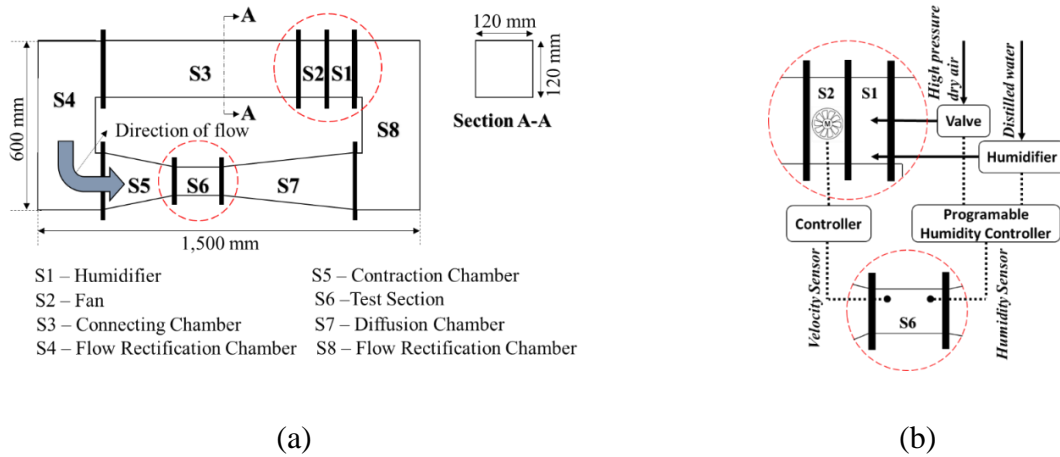 A
120 mm
S3
S2
S1
120 mm
S4
A
Section A-A
S8
600 mm
Direction of flow
S5
S6
S7
1,500 mm
S1 – Humidifier
S2 – Fan
S3 – Connecting Chamber
S4 – Flow Rectification Chamber
S5 – Contraction Chamber
S6 –Test Section
S7 – Diffusion Chamber
S8 – Flow Rectification Chamber
(a)
High pressure
dry air
Distilled water
S2
S1
M
Valve
Humidifier
Controller
Programable
Humidity Controller
Velocity Sensor
Humidity Sensor
S6
(b)